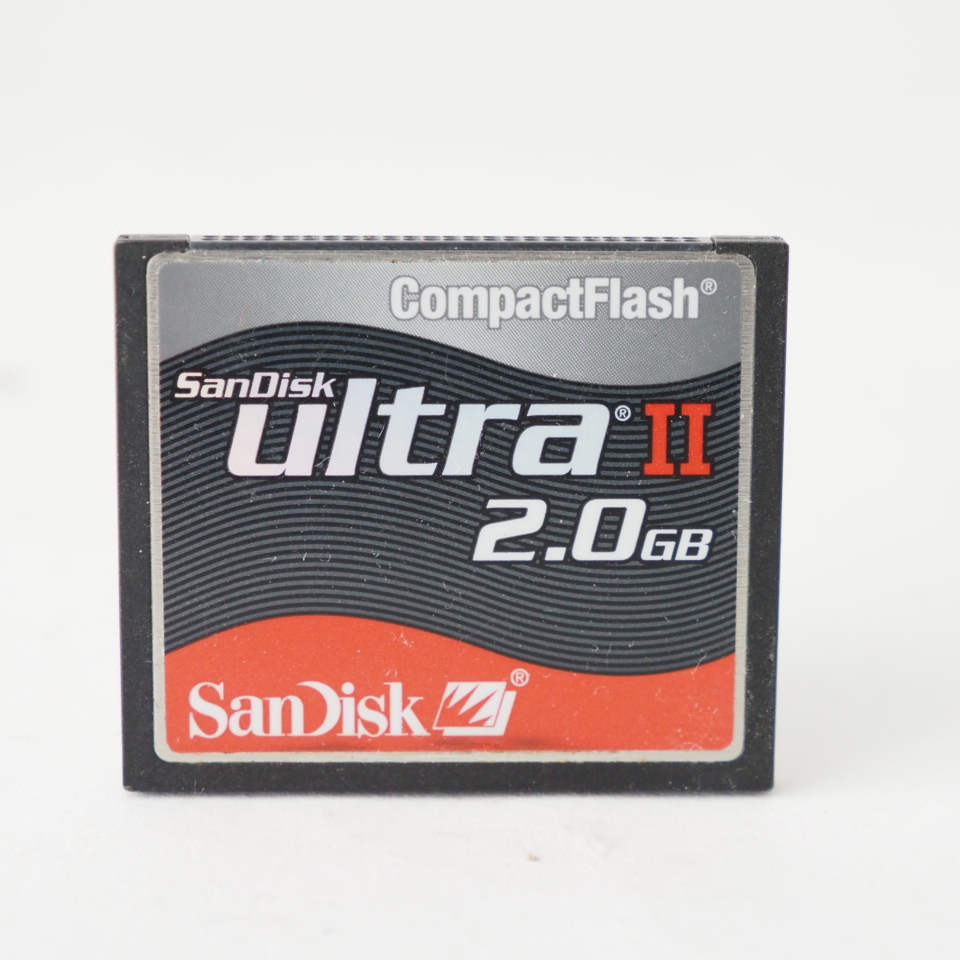 CompactFlash®
SanDisk
ultra® II
2.0GB
SanDisk®